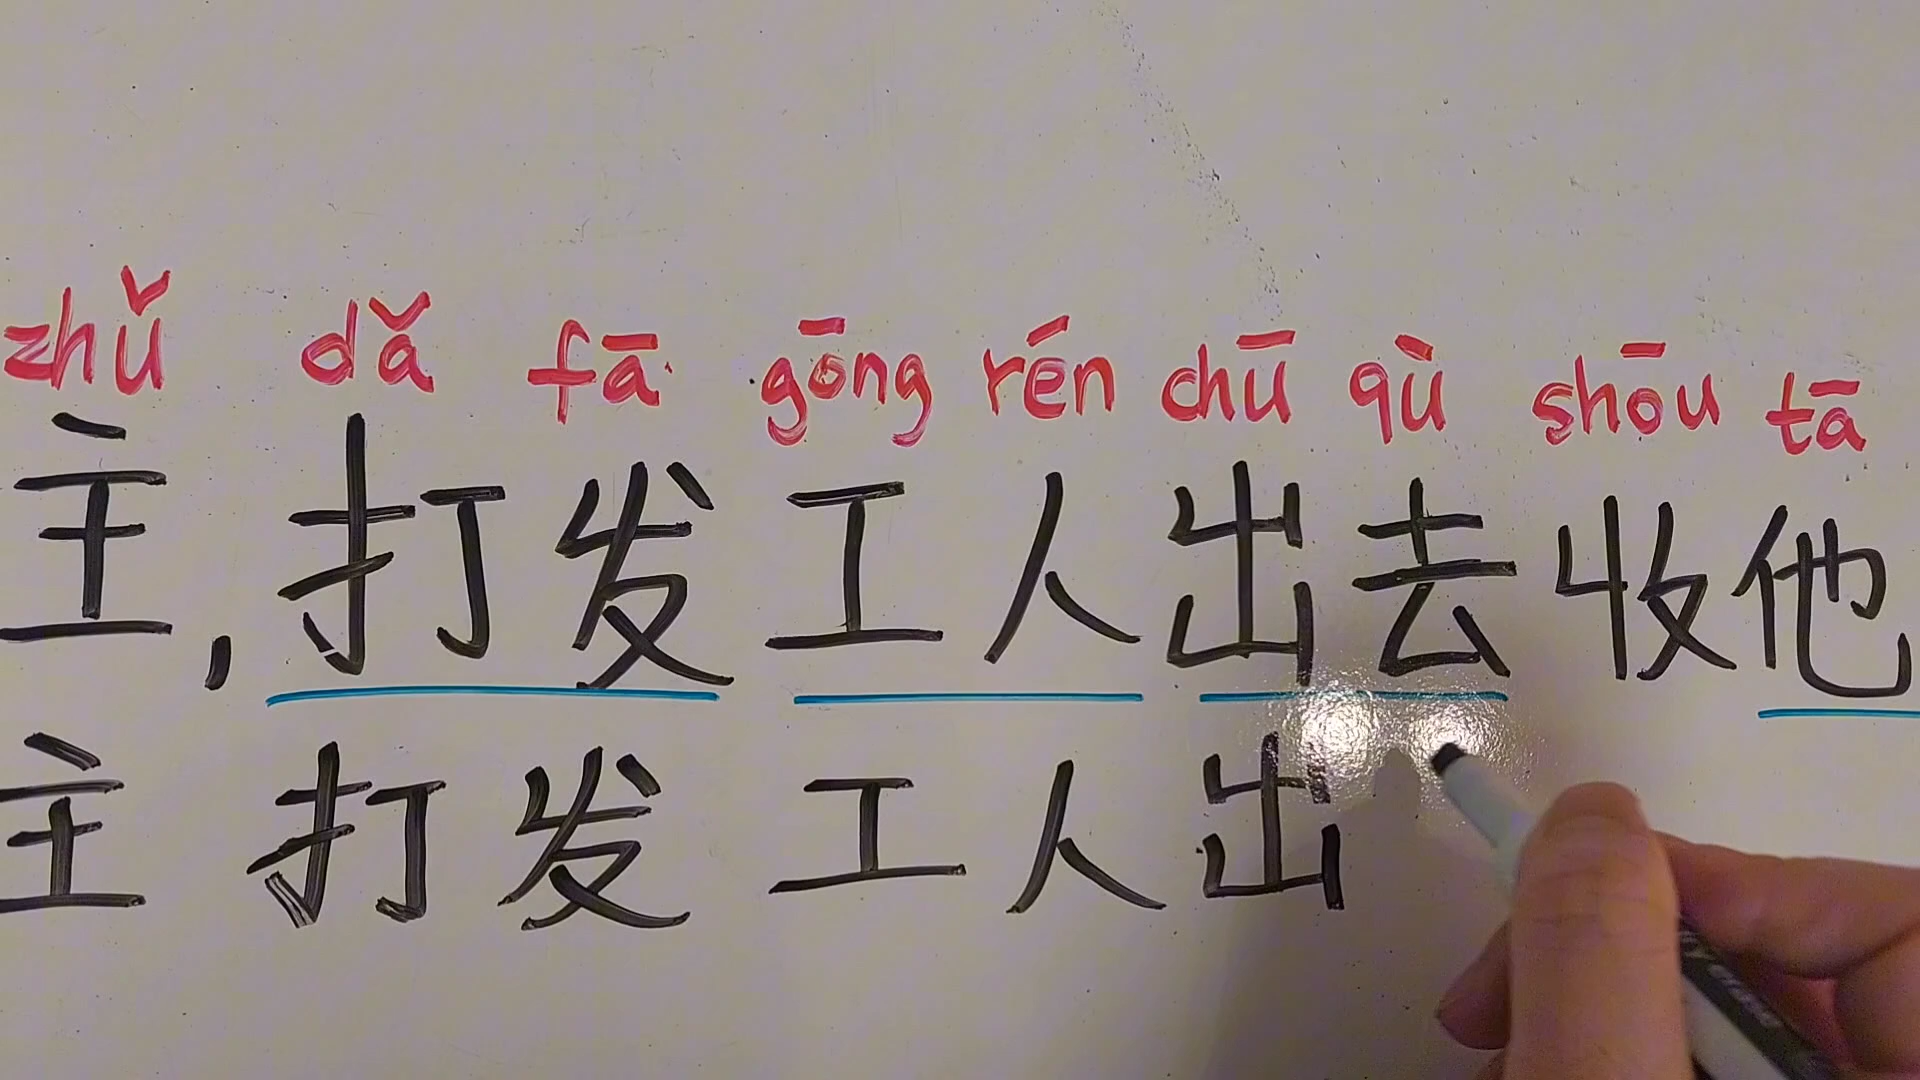 zhǔ dǎ fā gōng rén chū qù shōu tā
主,打发工人出去收他
主打发工人出